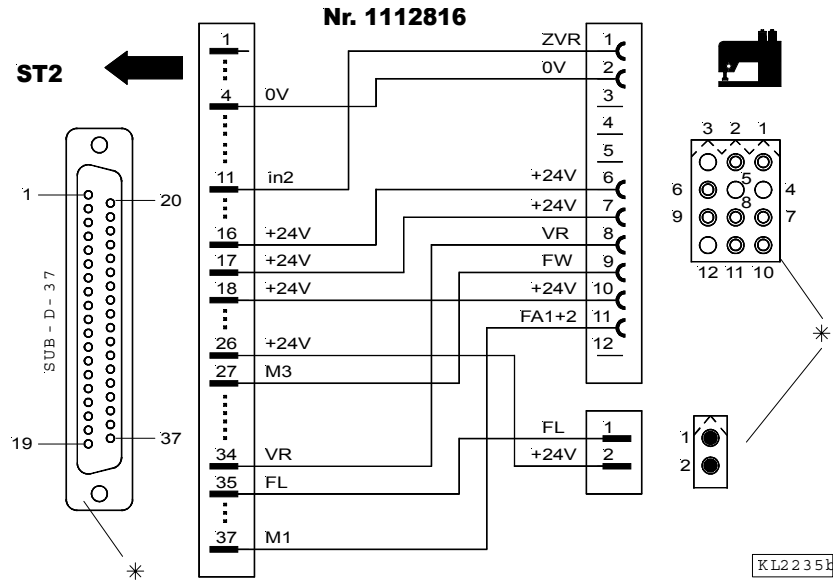 Nr. 1112816
ST2
1
4 0V
11 in2
16 +24V
17 +24V
18 +24V
26 +24V
27 M3
34 VR
35 FL
37 M1
ZVR 1
0V 2
3
4
5
+24V 6
+24V 7
VR 8
FW 9
+24V 10
FA1+2 11
12
FL 1
+24V 2
1 20
SUB-D-37
19 37
3 2 1
5
6 4
8
9 7
12 11 10
1
2
KL2235